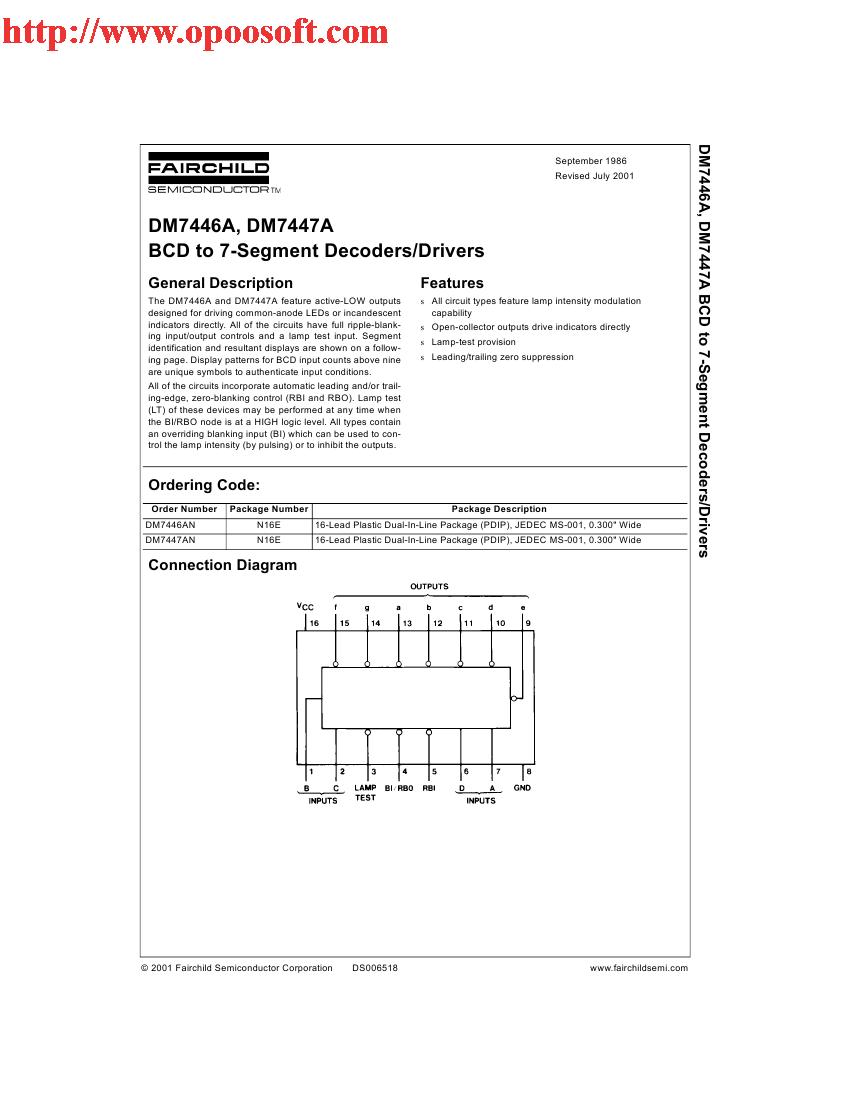 http://www.opoosoft.com
FAIRCHILD
SEMICONDUCTOR™
September 1986
Revised July 2001
DM7446A, DM7447A
BCD to 7-Segment Decoders/Drivers
General Description
The DM7446A and DM7447A feature active-LOW outputs
designed for driving common-anode LEDs or incandescent
indicators directly. All of the circuits have full ripple-blank-
ing input/output controls and a lamp test input. Segment
identification and resultant displays are shown on a follow-
ing page. Display patterns for BCD input counts above nine
are unique symbols to authenticate input conditions.
All of the circuits incorporate automatic leading and/or trail-
ing-edge, zero-blanking control (RBI and RBO). Lamp test
(LT) of these devices may be performed at any time when
the BI/RBO node is at a HIGH logic level. All types contain
an overriding blanking input (BI) which can be used to con-
trol the lamp intensity (by pulsing) or to inhibit the outputs.
Features
s All circuit types feature lamp intensity modulation
capability
s Open-collector outputs drive indicators directly
s Lamp-test provision
s Leading/trailing zero suppression
Ordering Code:
Order Number Package Number Package Description
DM7446AN N16E 16-Lead Plastic Dual-In-Line Package (PDIP), JEDEC MS-001, 0.300" Wide
DM7447AN N16E 16-Lead Plastic Dual-In-Line Package (PDIP), JEDEC MS-001, 0.300" Wide
Connection Diagram
OUTPUTS
VCC f g a b c d e
16 15 14 13 12 11 10 9
1 2 3 4 5 6 7 8
B C LAMP TEST BI/RBO RBI D A GND
INPUTS INPUTS
© 2001 Fairchild Semiconductor Corporation DS006518 www.fairchildsemi.com
DM7446A, DM7447A BCD to 7-Segment Decoders/Drivers